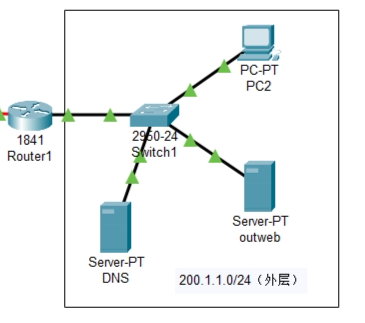 PC-PT
PC2
1841
Router1
2950-24
Switch1
Server-PT
outweb
Server-PT
DNS
200.1.1.0/24（外层）